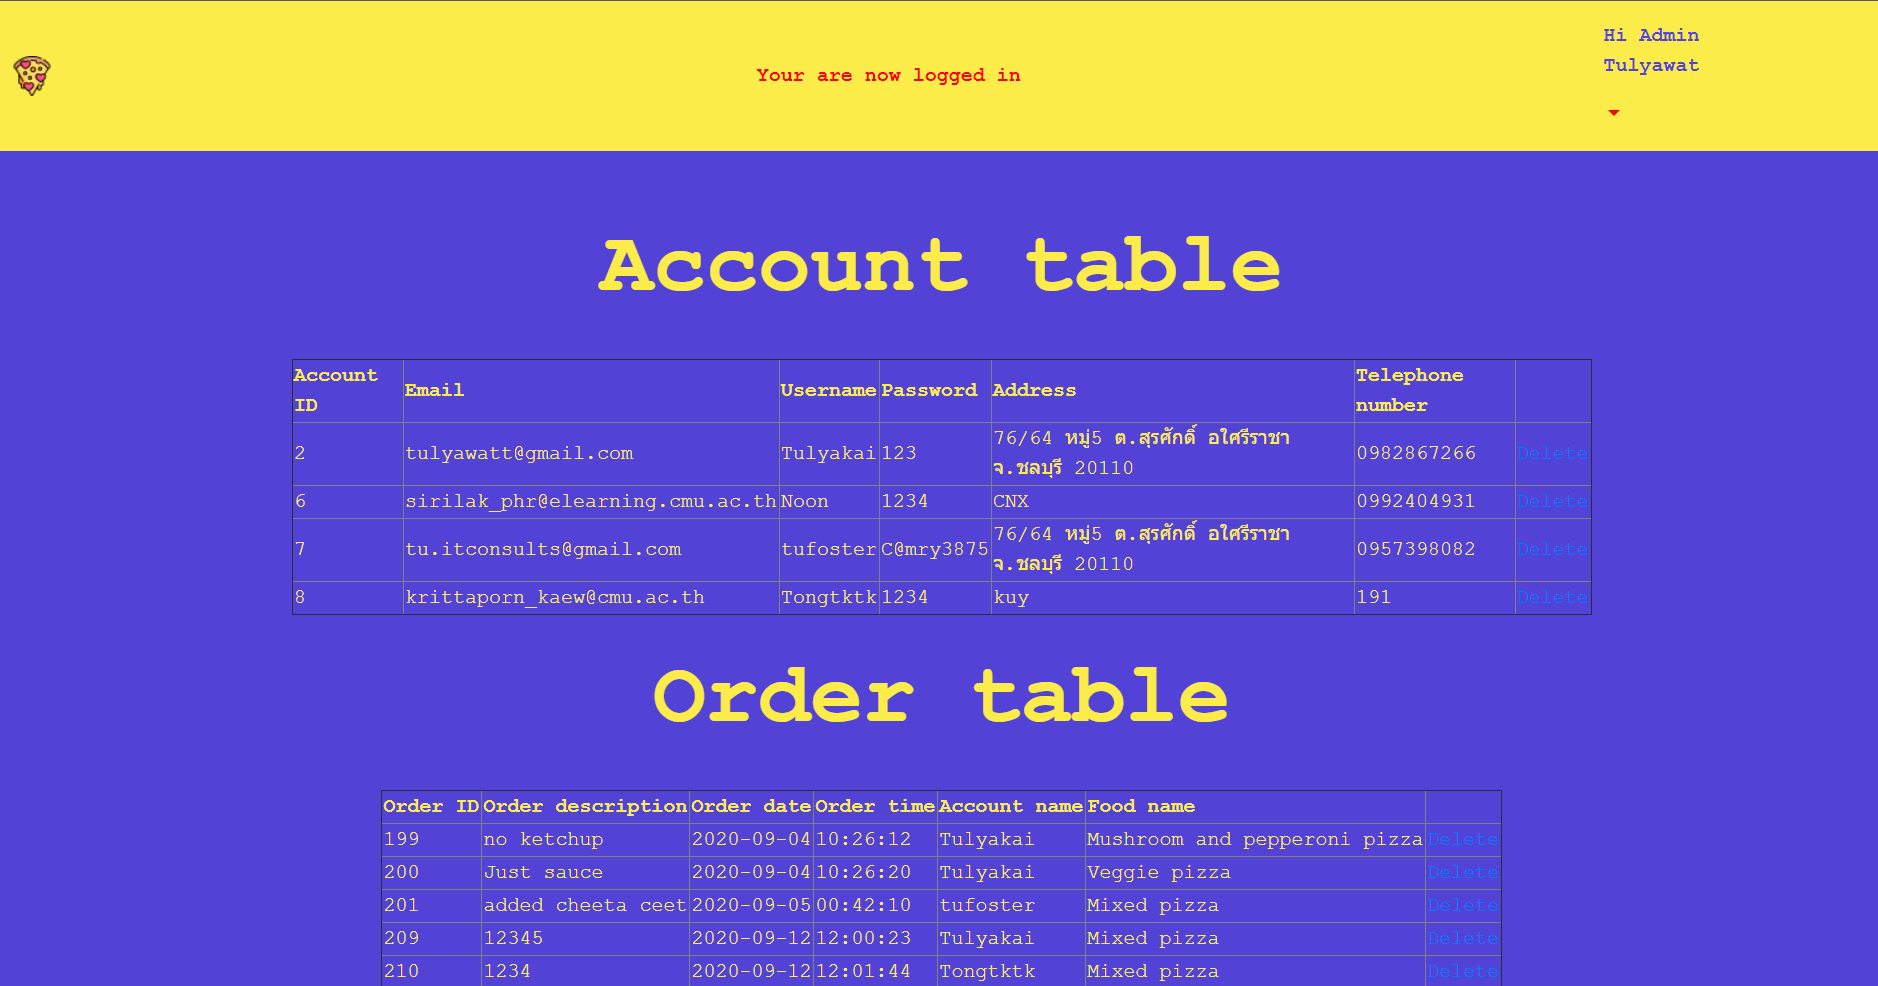 Hi Admin
Tulyawat
Your are now logged in
Account table
Account ID Email Username Password Address Telephone number
2 tulyawatt@gmail.com Tulyakai 123 76/64 หมู่5 ต.สุรศักดิ์ อใศรีราชา จ.ชลบุรี 20110 0982867266 Delete
6 sirilak_phr@elearning.cmu.ac.th Noon 1234 CNX 0992404931 Delete
7 tu.itconsults@gmail.com tufoster C@mry3875 76/64 หมู่5 ต.สุรศักดิ์ อใศรีราชา จ.ชลบุรี 20110 0957398082 Delete
8 krittaporn_kaew@cmu.ac.th Tongtktk 1234 kuy 191 Delete
Order table
Order ID Order description Order date Order time Account name Food name
199 no ketchup 2020-09-04 10:26:12 Tulyakai Mushroom and pepperoni pizza Delete
200 Just sauce 2020-09-04 10:26:20 Tulyakai Veggie pizza Delete
201 added cheeta ceet 2020-09-05 00:42:10 tufoster Mixed pizza Delete
209 12345 2020-09-12 12:00:23 Tulyakai Mixed pizza Delete
210 1234 2020-09-12 12:01:44 Tongtktk Mixed pizza Delete